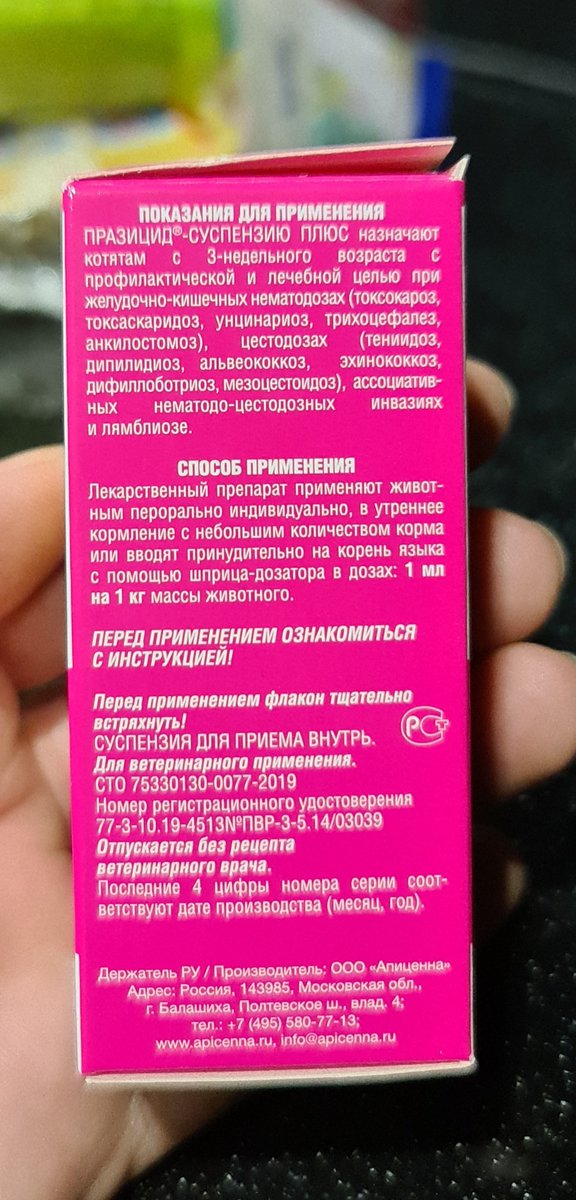 ПОКАЗАНИЯ ДЛЯ ПРИМЕНЕНИЯ
ПРАЗИЦИД®-СУСПЕНЗИЮ ПЛЮС назначают
котятам с 3-недельного возраста с
профилактической и лечебной целью при
желудочно-кишечных нематодозах (токсокароз,
токсаскаридоз, унцинариоз, трихоцефалез,
анкилостомоз), цестодозах (тениидоз,
дипилидиоз, альвеококкоз, эхинококкоз,
дифиллоботриоз, мезоцестоидоз), ассоциатив-
ных нематодо-цестодозных инвазиях
и лямблиозе.
СПОСОБ ПРИМЕНЕНИЯ
Лекарственный препарат применяют живот-
ным перорально индивидуально, в утреннее
кормление с небольшим количеством корма
или вводят принудительно на корень языка
с помощью шприца-дозатора в дозах: 1 мл
на 1 кг массы животного.
ПЕРЕД ПРИМЕНЕНИЕМ ОЗНАКОМИТЬСЯ
С ИНСТРУКЦИЕЙ!
Перед применением флакон тщательно
встряхнуть!
СУСПЕНЗИЯ ДЛЯ ПРИЕМА ВНУТРЬ.
Для ветеринарного применения.
СТО 75330130-0077-2019
Номер регистрационного удостоверения
77-3-10.19-4513№ПВР-3-5.14/03039
Отпускается без рецепта
ветеринарного врача.
Последние 4 цифры номера серии соот-
ветствуют дате производства (месяц, год).
Держатель РУ / Производитель: ООО «Апиценна»
Адрес: Россия, 143985, Московская обл.,
г. Балашиха, Полтевское ш., влад. 4;
тел.: +7 (495) 580-77-13;
www.apicenna.ru, info@apicenna.ru